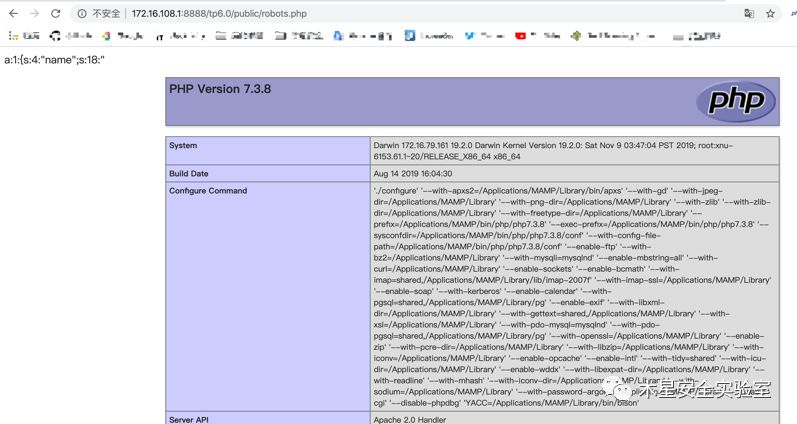 不安全 172.16.108.1:8888/tp6.0/public/robots.php
a:1:{s:4:"name";s:18:"
PHP Version 7.3.8
php
System
Darwin 172.16.79.161 19.2.0 Darwin Kernel Version 19.2.0: Sat Nov 9 03:47:04 PST 2019; root:xnu-
6153.61.1~20/RELEASE_X86_64 x86_64
Build Date
Aug 14 2019 16:04:30
Configure Command
'./configure' '--with-apxs2=/Applications/MAMP/Library/bin/apxs' '--with-gd' '--with-jpeg-
dir=/Applications/MAMP/Library' '--with-png-dir=/Applications/MAMP/Library' '--with-zlib' '--with-zlib-
dir=/Applications/MAMP/Library' '--with-freetype-dir=/Applications/MAMP/Library' '--
prefix=/Applications/MAMP/bin/php/php7.3.8' '--exec-prefix=/Applications/MAMP/bin/php/php7.3.8' '--
sysconfdir=/Applications/MAMP/bin/php/php7.3.8/conf' '--with-config-file-
path=/Applications/MAMP/bin/php/php7.3.8/conf' '--enable-ftp' '--with-
bz2=/Applications/MAMP/Library' '--with-mysqli=mysqlnd' '--enable-mbstring=all' '--with-
curl=/Applications/MAMP/Library' '--enable-sockets' '--enable-bcmath' '--with-
imap=shared,/Applications/MAMP/Library/lib/imap-2007f' '--with-imap-ssl=/Applications/MAMP/Library'
'--enable-soap' '--with-kerberos' '--enable-calendar' '--with-
pgsql=shared,/Applications/MAMP/Library/pg' '--enable-exif' '--with-libxml-
dir=/Applications/MAMP/Library' '--with-gettext=shared,/Applications/MAMP/Library' '--with-
xsl=/Applications/MAMP/Library' '--with-pdo-mysql=mysqlnd' '--with-pdo-
pgsql=shared,/Applications/MAMP/Library/pg' '--with-openssl=/Applications/MAMP/Library' '--enable-
zip' '--with-pcre-dir=/Applications/MAMP/Library' '--with-libzip=/Applications/MAMP/Library' '--with-
iconv=/Applications/MAMP/Library' '--enable-opcache' '--enable-intl' '--with-tidy=shared' '--with-icu-
dir=/Applications/MAMP/Library' '--enable-wddx' '--with-libexpat-dir=/Applications/MAMP/Library'
'--with-readline' '--with-mhash' '--with-iconv-dir=/Applications/MAMP/Library' '--with-
sodium=/Applications/MAMP/Library' '--with-password-argon
cgi' '--disable-phpdbg' 'YACC=/Applications/MAMP/Library/bin/bison'
木星安全实验室
Server API
Apache 2.0 Handler